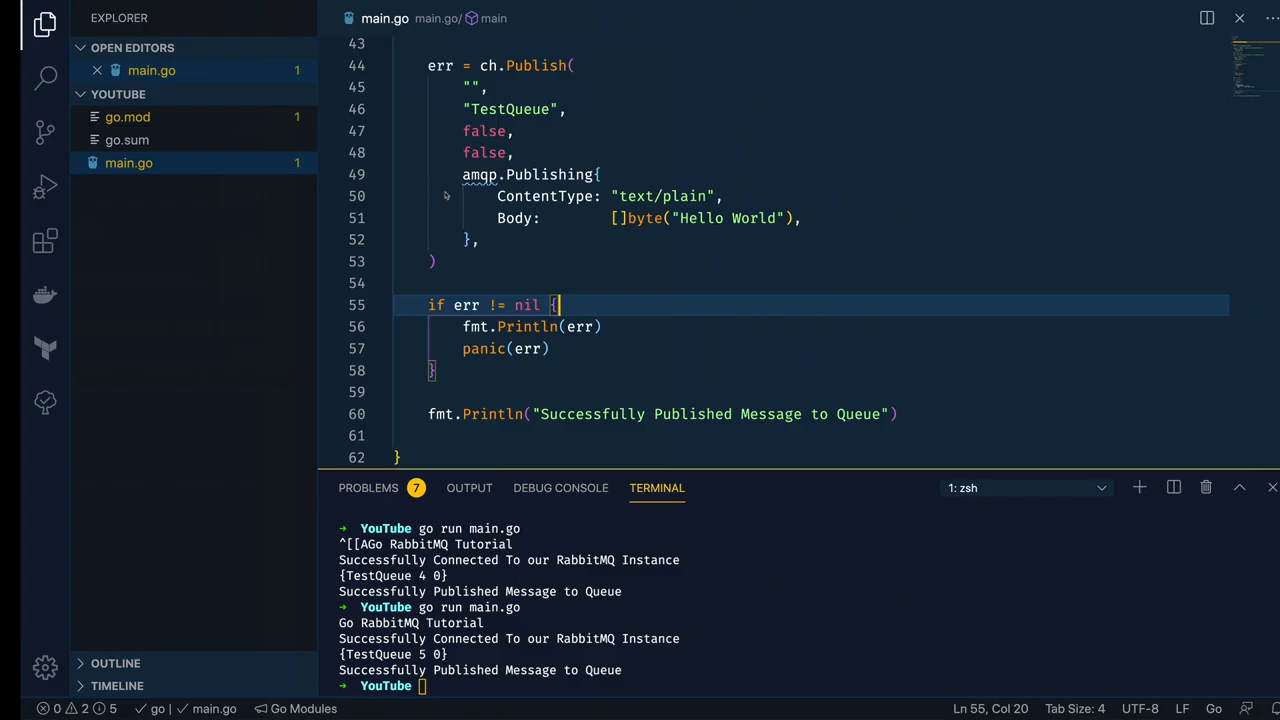 EXPLORER
main.go main.go/ main
OPEN EDITORS
main.go 1
YOUTUBE
go.mod 1
go.sum
main.go 1
43
44 err = ch.Publish(
45 "",
46 "TestQueue",
47 false,
48 false,
49 amqp.Publishing{
50 ContentType: "text/plain",
51 Body: []byte("Hello World"),
52 },
53 )
54
55 if err != nil {
56 fmt.Println(err)
57 panic(err)
58 }
59
60 fmt.Println("Successfully Published Message to Queue")
61
62 }
PROBLEMS 7 OUTPUT DEBUG CONSOLE TERMINAL 1: zsh
➜ YouTube go run main.go
^[[AGo RabbitMQ Tutorial
Successfully Connected To our RabbitMQ Instance
{TestQueue 4 0}
Successfully Published Message to Queue
➜ YouTube go run main.go
Go RabbitMQ Tutorial
Successfully Connected To our RabbitMQ Instance
{TestQueue 5 0}
Successfully Published Message to Queue
➜ YouTube
OUTLINE
TIMELINE
0 2 5 ✓ go | ✓ main.go Go Modules Ln 55, Col 20 Tab Size: 4 UTF-8 LF Go